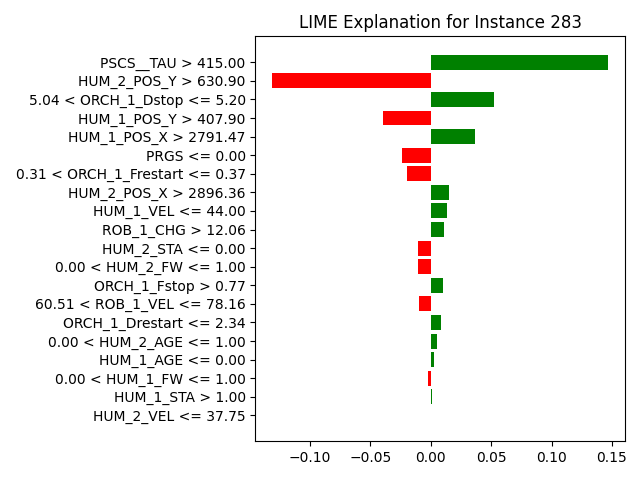 LIME Explanation for Instance 283
PSCS__TAU > 415.00
HUM_2_POS_Y > 630.90
5.04 < ORCH_1_Dstop <= 5.20
HUM_1_POS_Y > 407.90
HUM_1_POS_X > 2791.47
PRGS <= 0.00
0.31 < ORCH_1_Frestart <= 0.37
HUM_2_POS_X > 2896.36
HUM_1_VEL <= 44.00
ROB_1_CHG > 12.06
HUM_2_STA <= 0.00
0.00 < HUM_2_FW <= 1.00
ORCH_1_Fstop > 0.77
60.51 < ROB_1_VEL <= 78.16
ORCH_1_Drestart <= 2.34
0.00 < HUM_2_AGE <= 1.00
HUM_1_AGE <= 0.00
0.00 < HUM_1_FW <= 1.00
HUM_1_STA > 1.00
HUM_2_VEL <= 37.75
−0.10 −0.05 0.00 0.05 0.10 0.15